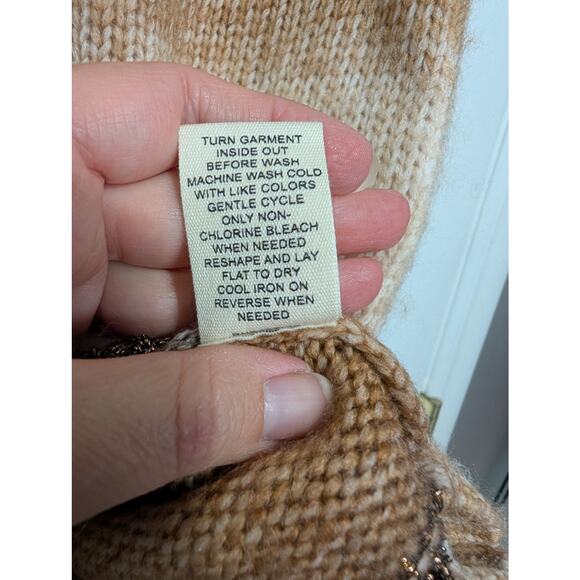 TURN GARMENT
INSIDE OUT
BEFORE WASH
MACHINE WASH COLD
WITH LIKE COLORS
GENTLE CYCLE
ONLY NON-
CHLORINE BLEACH
WHEN NEEDED
RESHAPE AND LAY
FLAT TO DRY
COOL IRON ON
REVERSE WHEN
NEEDED